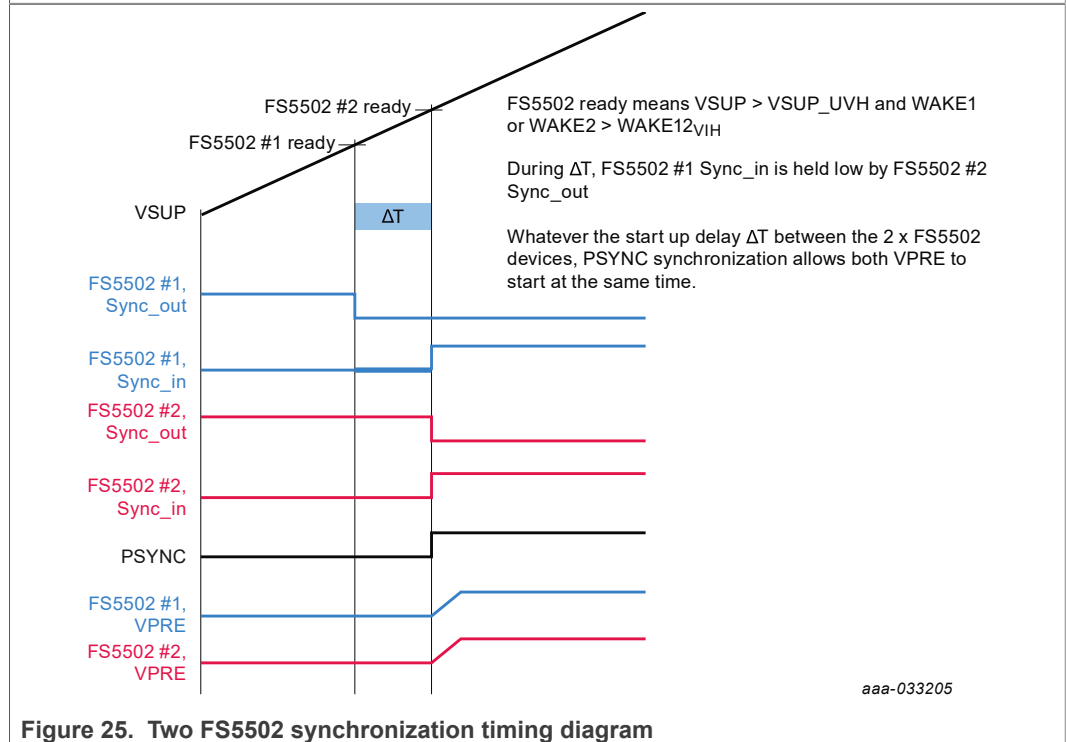 FS5502 #2 ready
FS5502 #1 ready
FS5502 ready means VSUP > VSUP_UVH and WAKE1
or WAKE2 > WAKE12VIH
During ΔT, FS5502 #1 Sync_in is held low by FS5502 #2
Sync_out
Whatever the start up delay ΔT between the 2 x FS5502
devices, PSYNC synchronization allows both VPRE to
start at the same time.
VSUP
ΔT
FS5502 #1,
Sync_out
FS5502 #1,
Sync_in
FS5502 #2,
Sync_out
FS5502 #2,
Sync_in
PSYNC
FS5502 #1,
VPRE
FS5502 #2,
VPRE
aaa-033205
Figure 25. Two FS5502 synchronization timing diagram